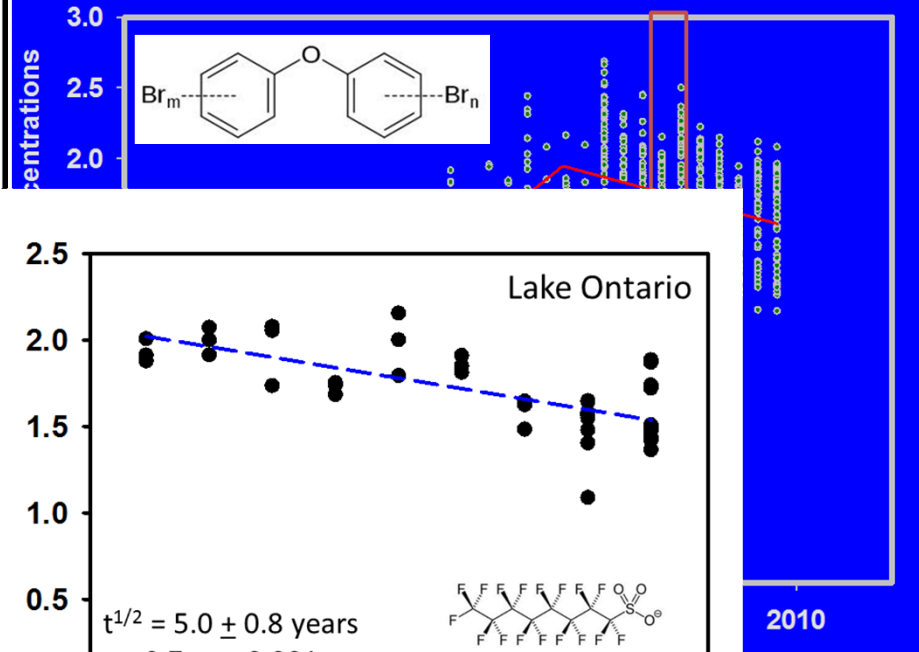 3.0
2.5
2.0
centrations
O
Brm
Brn
2.5
2.0
1.5
1.0
0.5
Lake Ontario
t1/2 = 5.0 ± 0.8 years
F F F F F F F F O O
F S O⊖
F F F F F F F F
2010